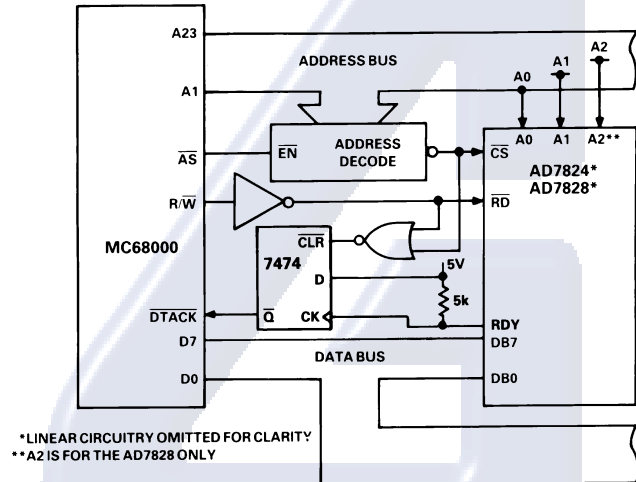 A23
ADDRESS BUS
A1
A0
A1
A2
A0
A1
A2**
AS
EN
ADDRESS
DECODE
CS
AD7824*
AD7828*
R/W
RD
MC68000
CLR
7474
D
5V
5k
DTACK
Q
CK
RDY
D7
DB7
DATA BUS
D0
DB0
*LINEAR CIRCUITRY OMITTED FOR CLARITY
**A2 IS FOR THE AD7828 ONLY